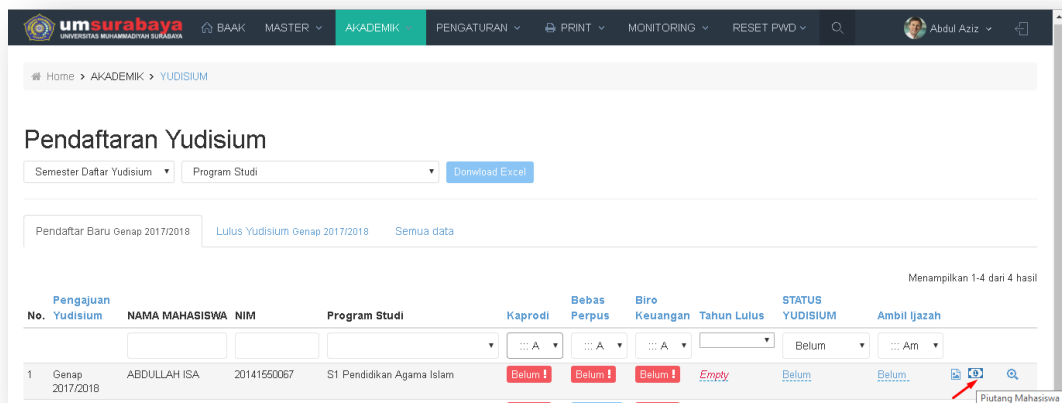 umsurabaya
UNIVERSITAS MUHAMMADIYAH SURABAYA
BAAK MASTER AKADEMIK PENGATURAN PRINT MONITORING RESET PWD Abdul Aziz
Home > AKADEMIK > YUDISIUM
Pendaftaran Yudisium
Semester Daftar Yudisium Program Studi Donwload Excel
Pendaftar Baru Genap 2017/2018 Lulus Yudisium Genap 2017/2018 Semua data
Menampilkan 1-4 dari 4 hasil
Pengajuan Bebas Biro STATUS
No. Yudisium NAMA MAHASISWA NIM Program Studi Kaprodi Perpus Keuangan Tahun Lulus YUDISIUM Ambil Ijazah
::: A ::: A ::: A Belum ::: Am
1 Genap ABDULLAH ISA 20141550067 S1 Pendidikan Agama Islam Belum ! Belum ! Belum ! Empty Belum Belum
2017/2018
Piutang Mahasiswa